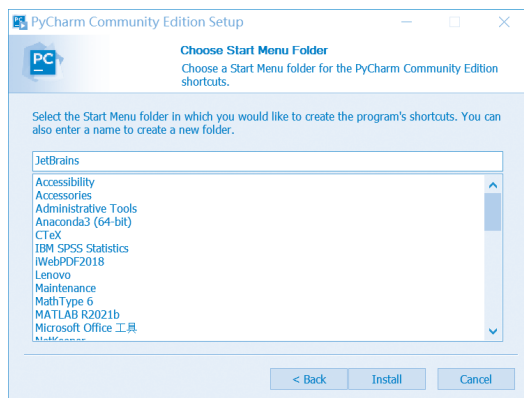 PyCharm Community Edition Setup
PC
Choose Start Menu Folder
Choose a Start Menu folder for the PyCharm Community Edition
shortcuts.
Select the Start Menu folder in which you would like to create the program's shortcuts. You can
also enter a name to create a new folder.
JetBrains
Accessibility
Accessories
Administrative Tools
Anaconda3 (64-bit)
CTeX
IBM SPSS Statistics
iWebPDF2018
Lenovo
Maintenance
MathType 6
MATLAB R2021b
Microsoft Office 工具
< Back
Install
Cancel